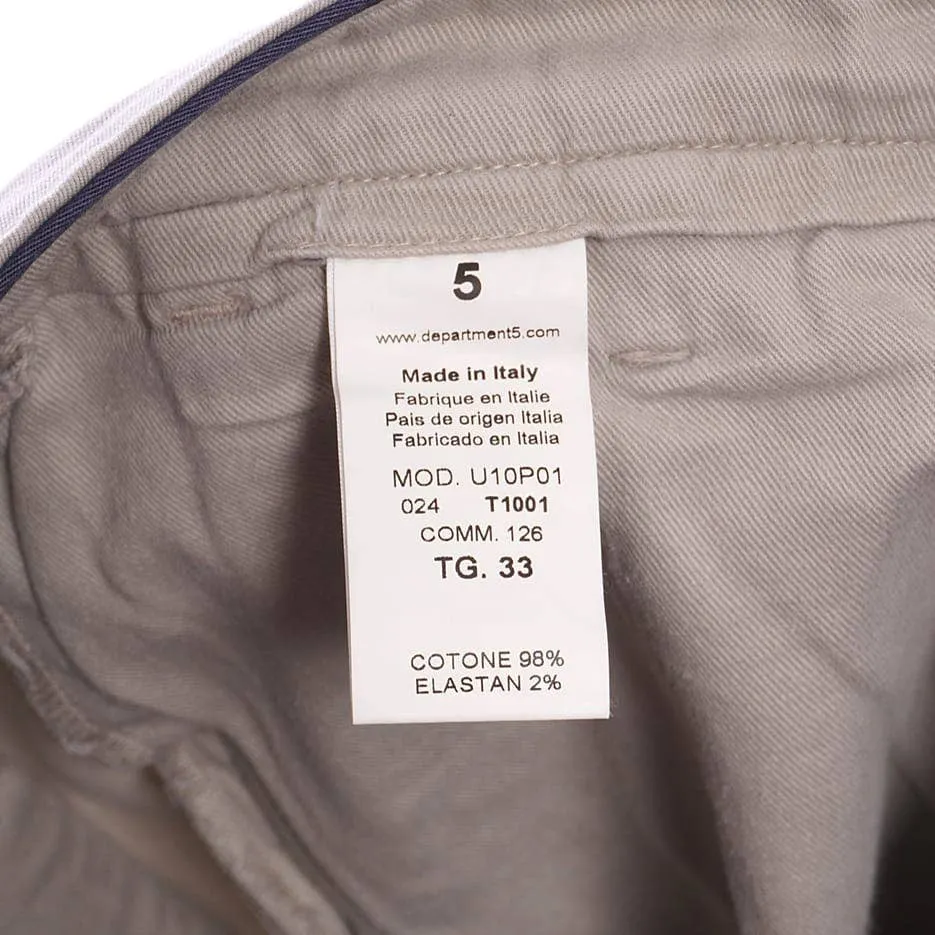 5
www.department5.com
Made in Italy
Fabrique en Italie
Pais de origen Italia
Fabricado en Italia
MOD. U10P01
024 T1001
COMM. 126
TG. 33
COTONE 98%
ELASTAN 2%